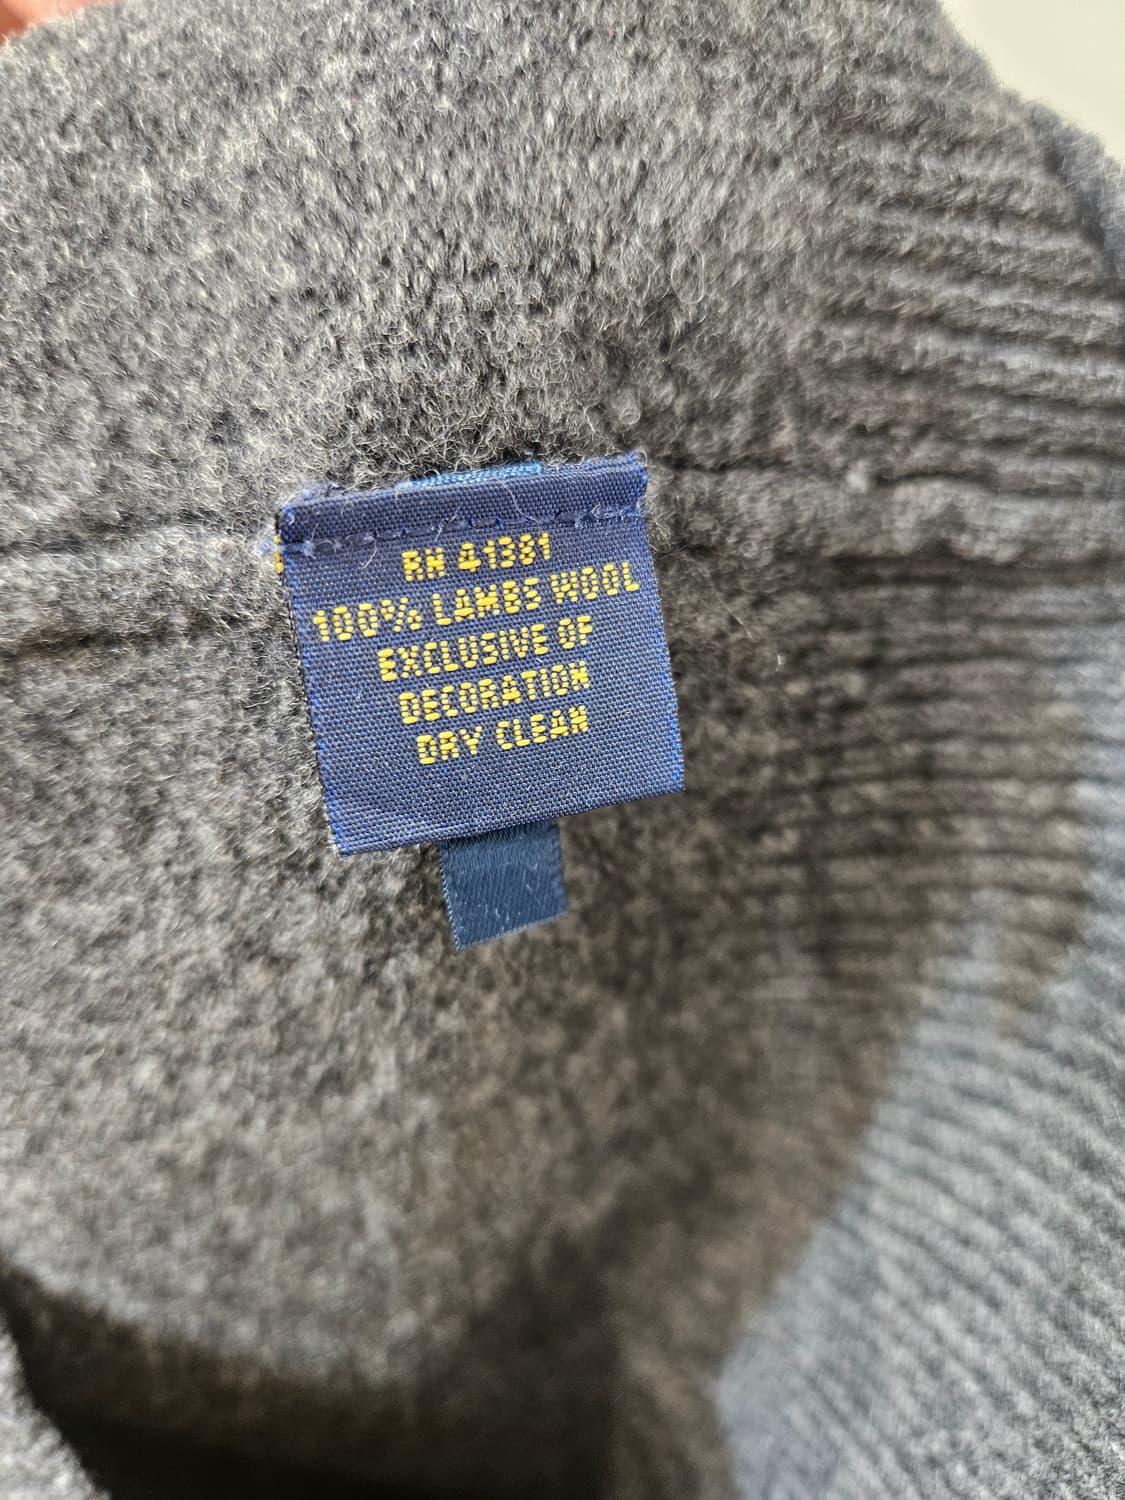 RN 41381
100% LAMBS WOOL
EXCLUSIVE OF
DECORATION
DRY CLEAN